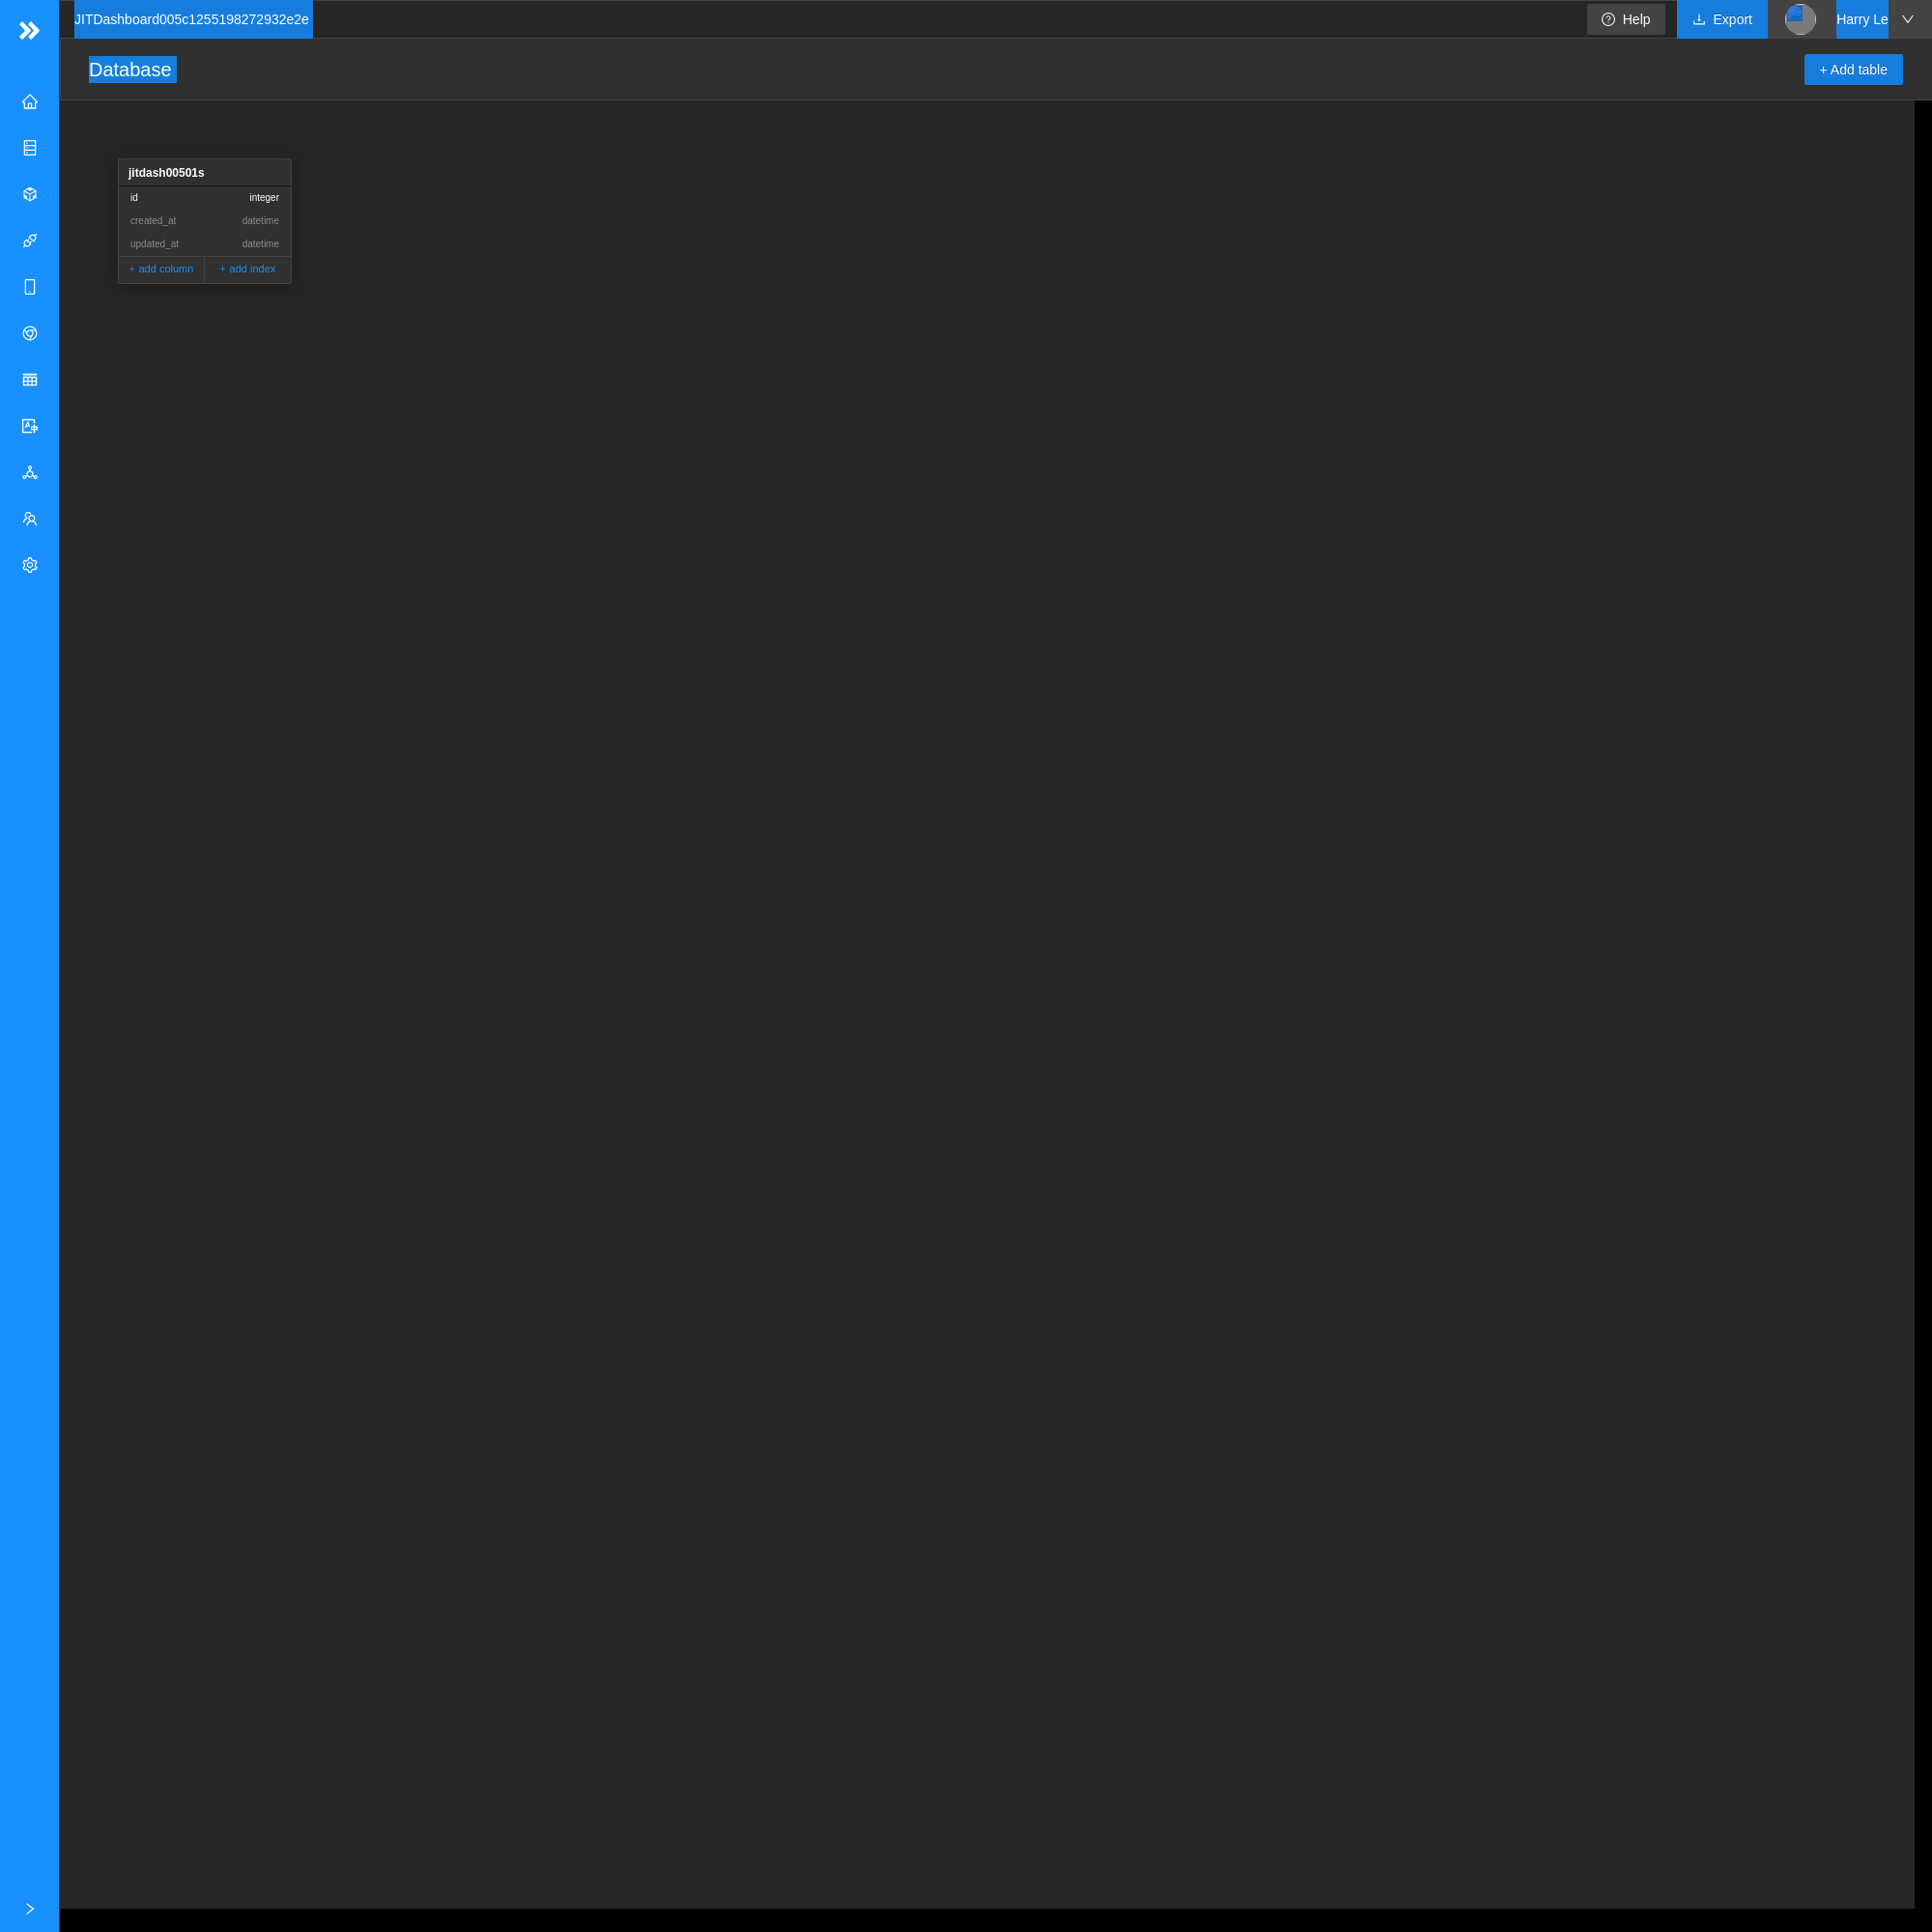 JITDashboard005c1255198272932e2e Help Export Harry Le
Database + Add table
jitdash00501s
id integer
created_at datetime
updated_at datetime
+ add column + add index